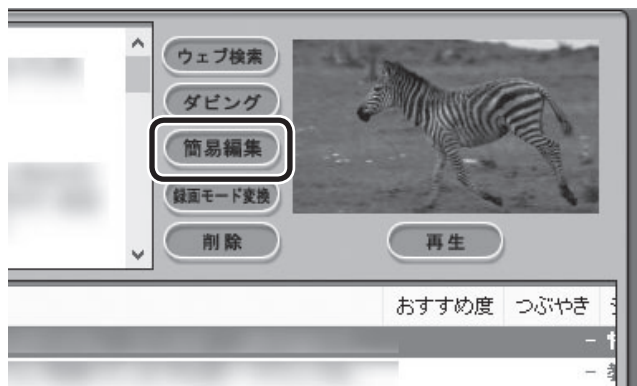 ウェブ検索
ダビング
簡易編集
録画モード変換
削除
再生
おすすめ度 つぶやき
－
－